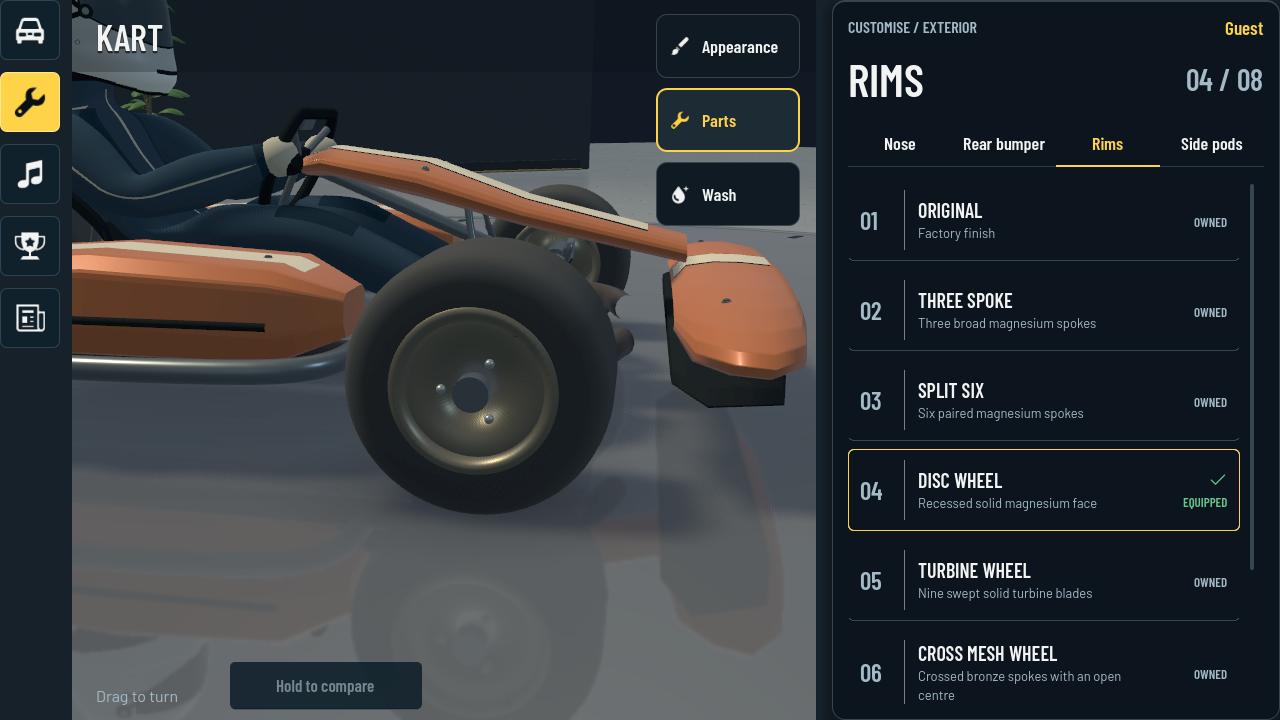 KART
Appearance
Parts
Wash
Drag to turn
Hold to compare
CUSTOMISE / EXTERIOR
Guest
RIMS
04 / 08
Nose
Rear bumper
Rims
Side pods
01
ORIGINAL
Factory finish
OWNED
02
THREE SPOKE
Three broad magnesium spokes
OWNED
03
SPLIT SIX
Six paired magnesium spokes
OWNED
04
DISC WHEEL
Recessed solid magnesium face
EQUIPPED
05
TURBINE WHEEL
Nine swept solid turbine blades
OWNED
06
CROSS MESH WHEEL
Crossed bronze spokes with an open
centre
OWNED